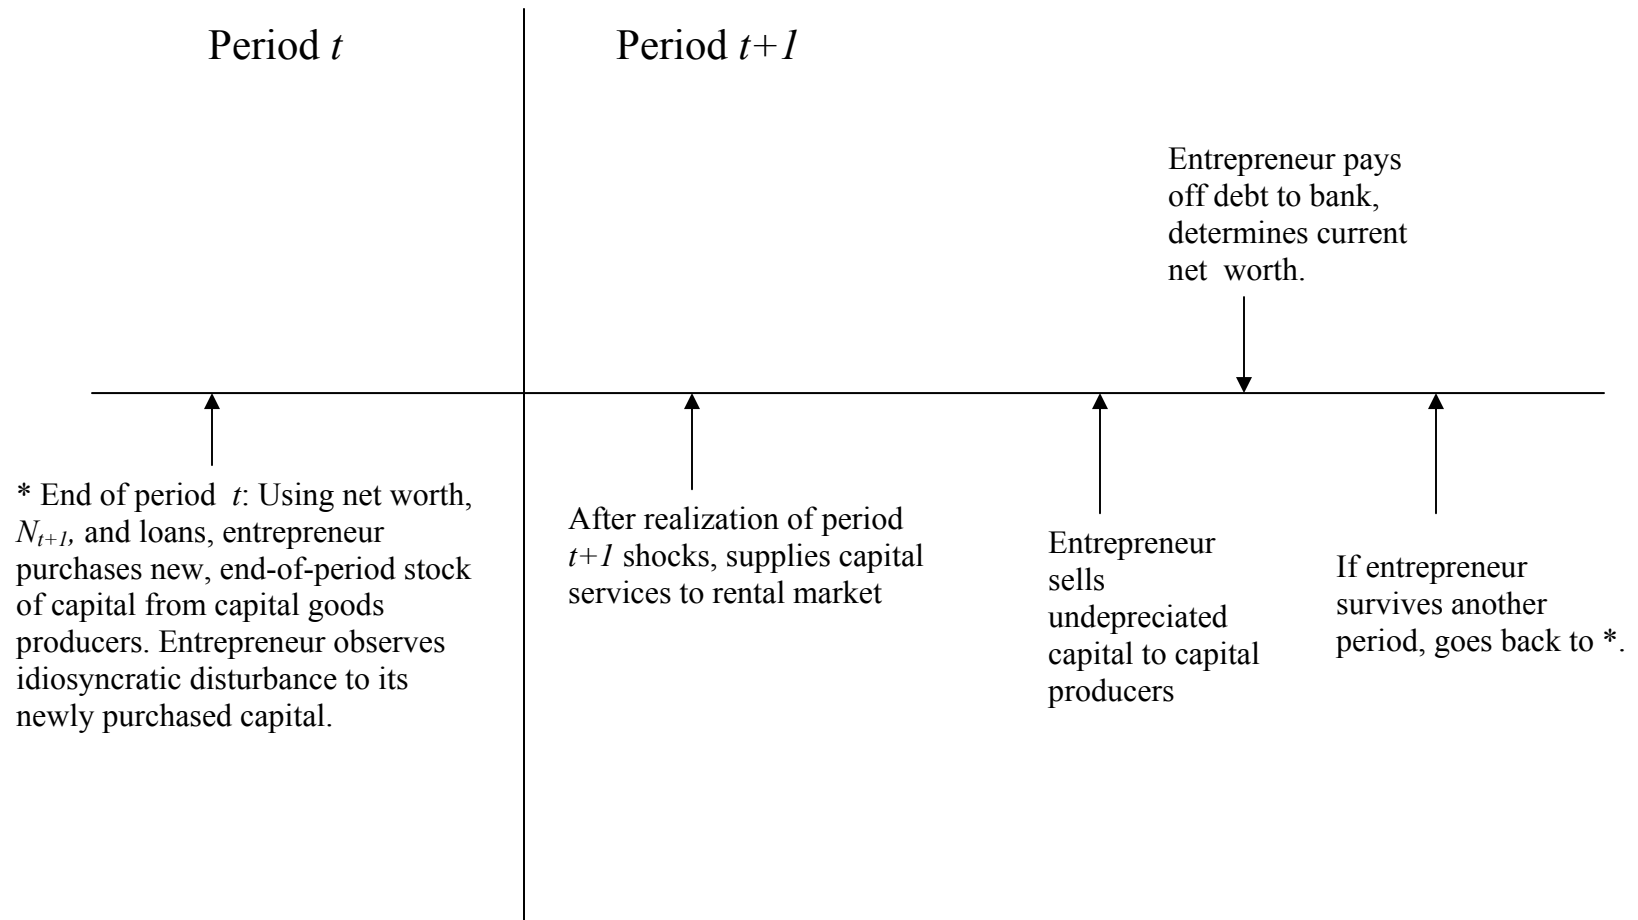 Period t
Period t+1
Entrepreneur pays
off debt to bank,
determines current
net worth.
* End of period t: Using net worth,
N_{t+1}, and loans, entrepreneur
purchases new, end-of-period stock
of capital from capital goods
producers. Entrepreneur observes
idiosyncratic disturbance to its
newly purchased capital.
After realization of period
t+1 shocks, supplies capital
services to rental market
Entrepreneur
sells
undepreciated
capital to capital
producers
If entrepreneur
survives another
period, goes back to *.